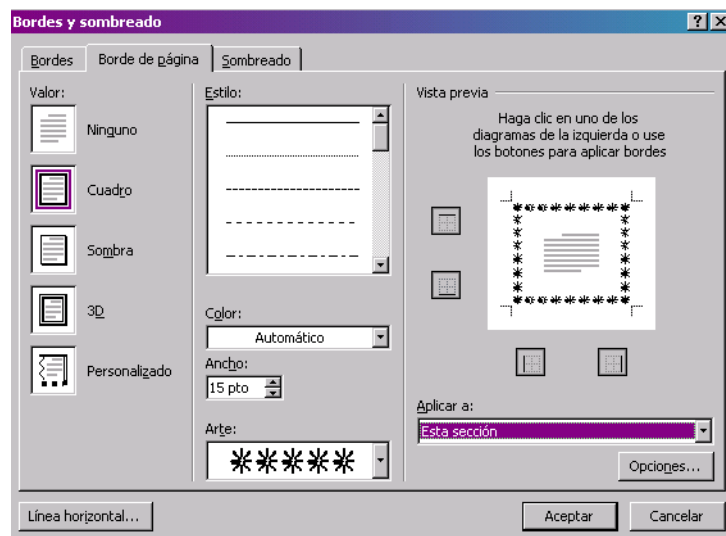 Bordes y sombreado
Bordes
Borde de página
Sombreado
Valor:
Ninguno
Cuadro
Sombra
3D
Personalizado
Estilo:
Color:
Automático
Ancho:
15 pto
Arte:
Vista previa
Haga clic en uno de los
diagramas de la izquierda o use
los botones para aplicar bordes
Aplicar a:
Esta sección
Opciones...
Línea horizontal...
Aceptar
Cancelar